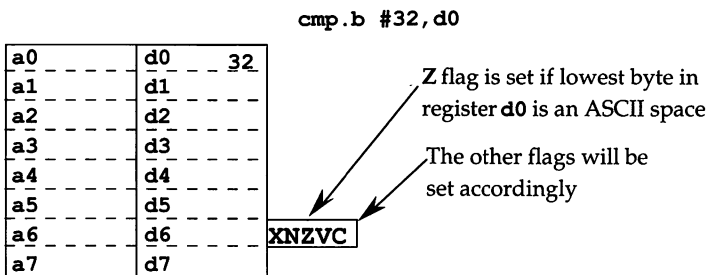 cmp.b #32,d0
a0 d0 32
a1 d1
a2 d2
a3 d3
a4 d4
a5 d5
a6 d6 XNZVC
a7 d7
Z flag is set if lowest byte in
register d0 is an ASCII space
The other flags will be
set accordingly